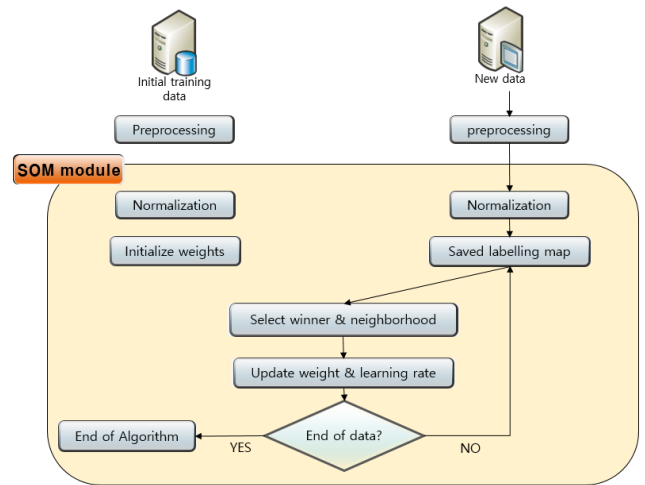 Initial training
data
New data
Preprocessing
preprocessing
SOM module
Normalization
Normalization
Initialize weights
Saved labelling map
Select winner & neighborhood
Update weight & learning rate
End of Algorithm
YES
End of data?
NO